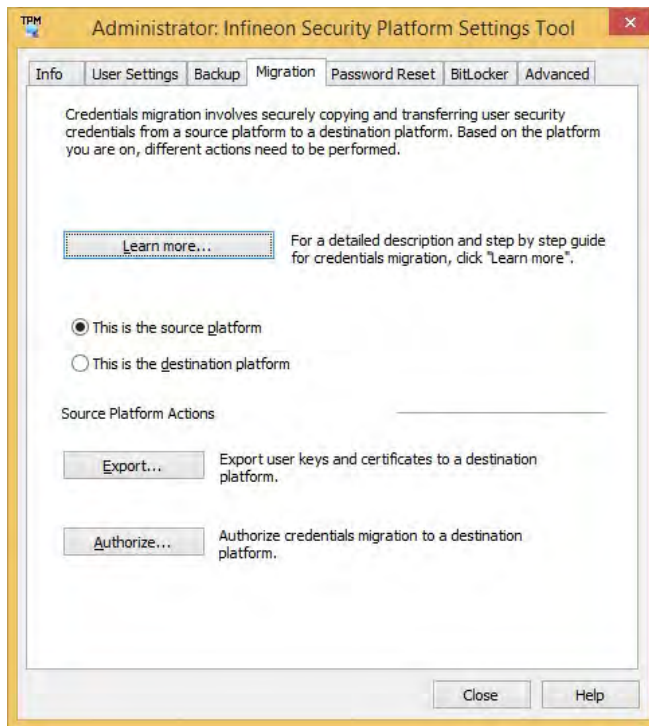 TPM
Administrator: Infineon Security Platform Settings Tool
Info User Settings Backup Migration Password Reset BitLocker Advanced
Credentials migration involves securely copying and transferring user security
credentials from a source platform to a destination platform. Based on the platform
you are on, different actions need to be performed.
Learn more...
For a detailed description and step by step guide
for credentials migration, click "Learn more".
This is the source platform
This is the destination platform
Source Platform Actions
Export...
Export user keys and certificates to a destination
platform.
Authorize...
Authorize credentials migration to a destination
platform.
Close Help